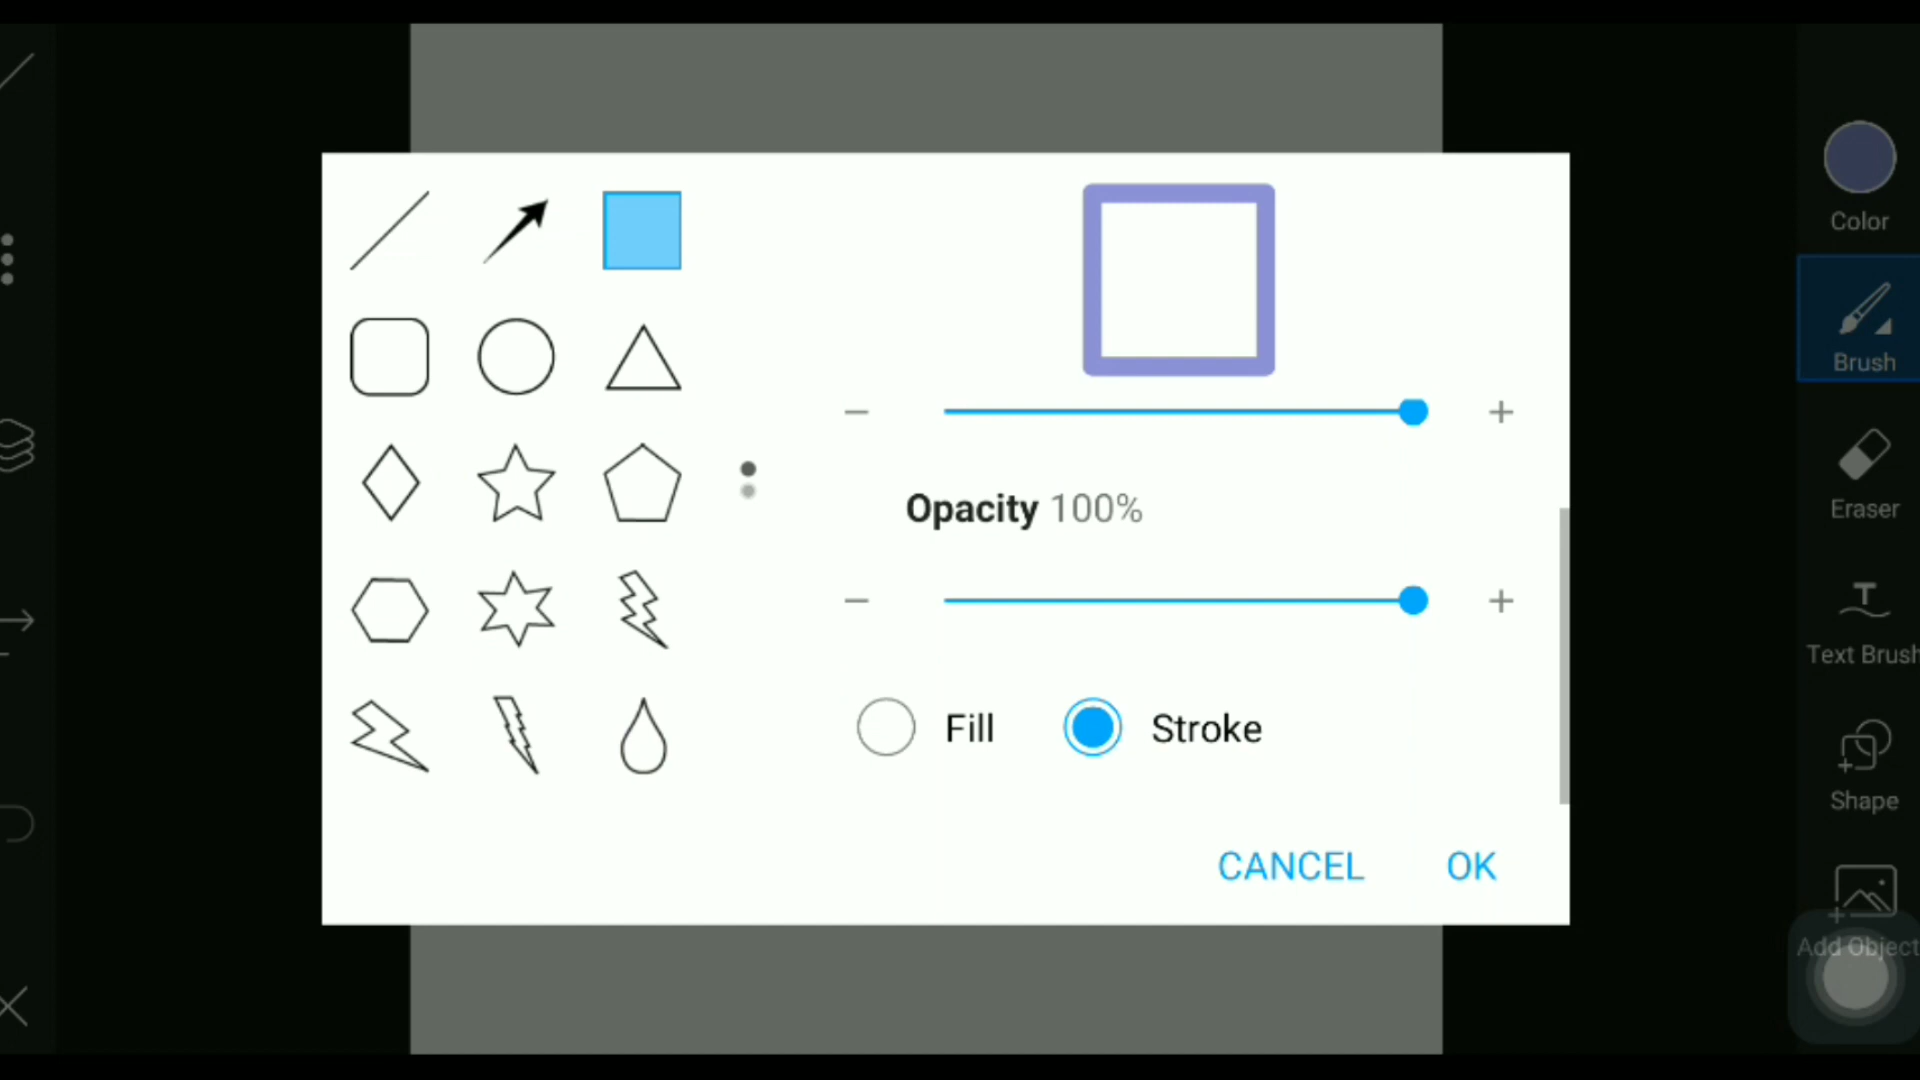 Opacity 100%
Fill
Stroke
CANCEL
OK
Color
Brush
Eraser
Text Brush
Shape
Add Object